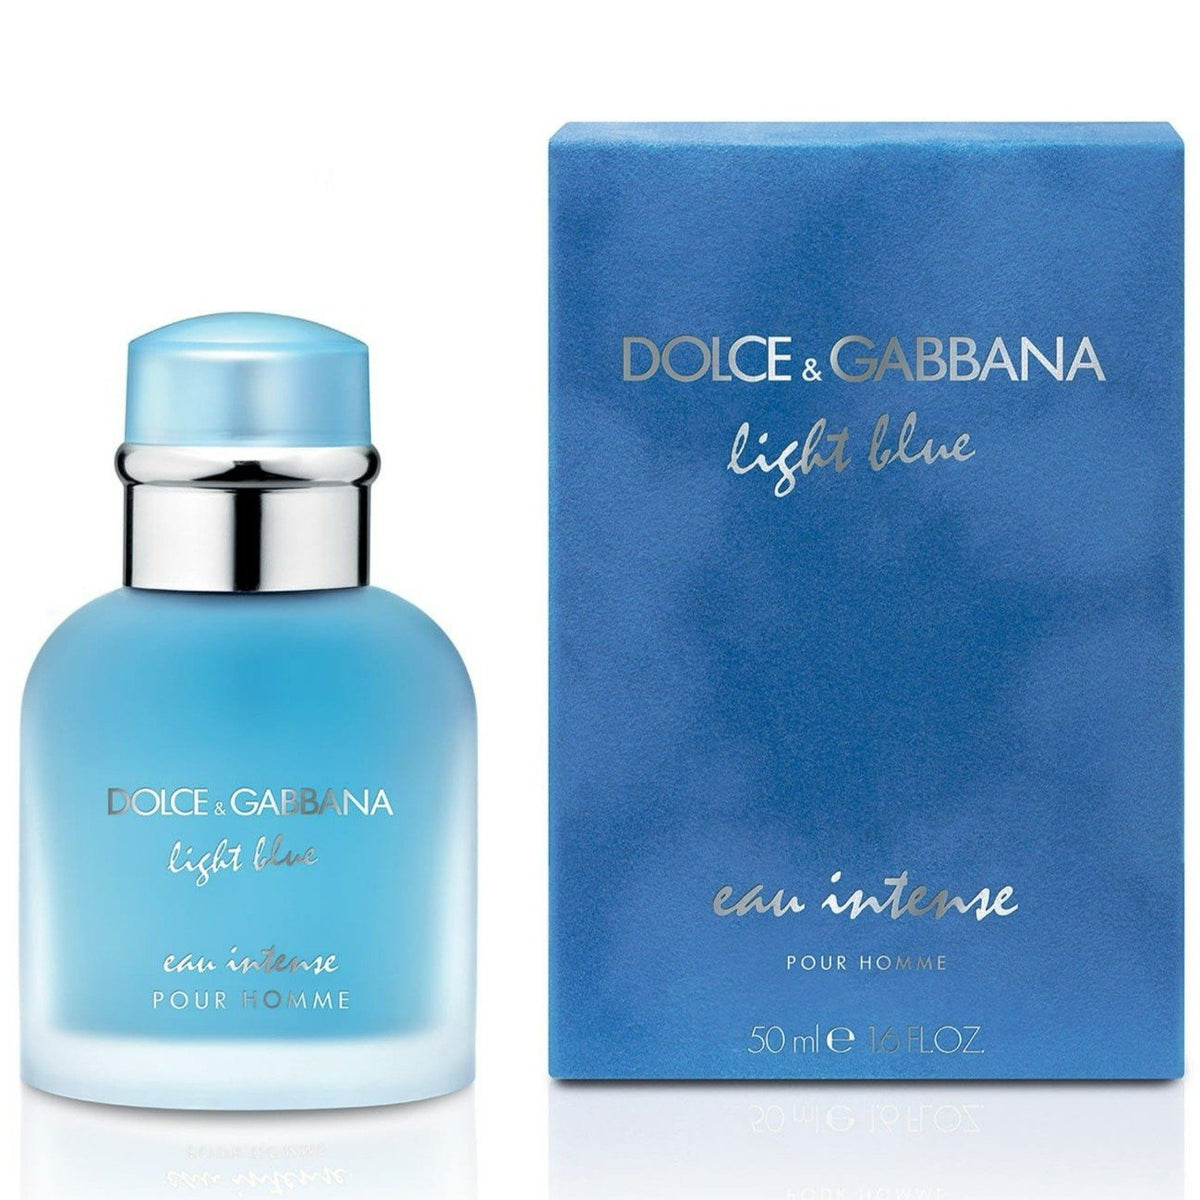 DOLCE & GABBANA
light blue
eau intense
POUR HOMME
DOLCE & GABBANA
light blue
eau intense
POUR HOMME
50 ml e 1.6 FL.OZ.